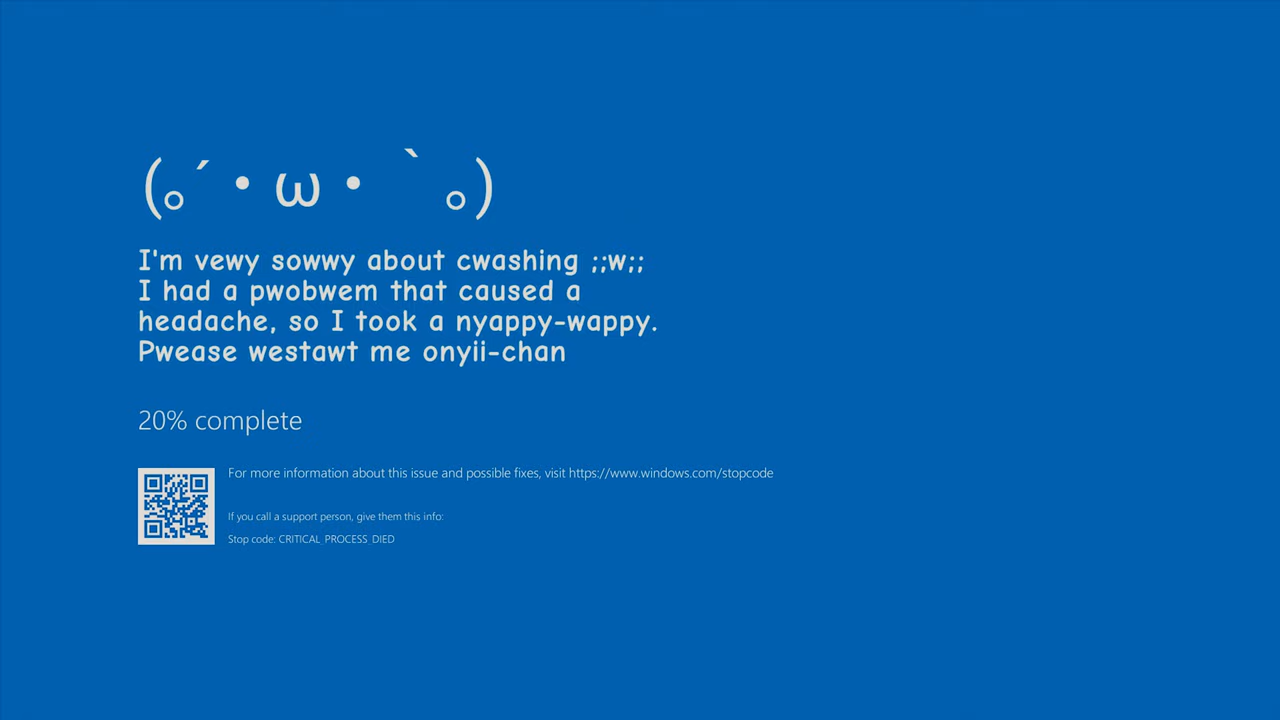 (。´・ω・｀。)
I'm vewy sowwy about cwashing ;;w;;
I had a pwobwem that caused a
headache, so I took a nyappy-wappy.
Pwease westawt me onyii-chan
20% complete
For more information about this issue and possible fixes, visit https://www.windows.com/stopcode
If you call a support person, give them this info:
Stop code: CRITICAL_PROCESS_DIED